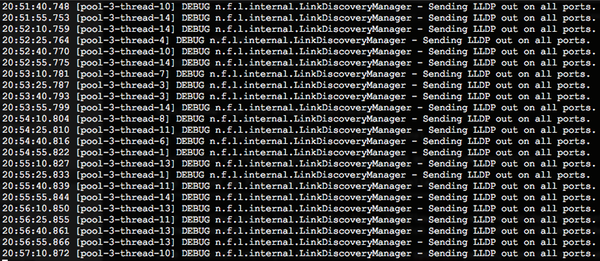 20:51:40.748 [pool-3-thread-10] DEBUG n.f.l.internal.LinkDiscoveryManager - Sending LLDP out on all ports.
20:51:55.753 [pool-3-thread-14] DEBUG n.f.l.internal.LinkDiscoveryManager - Sending LLDP out on all ports.
20:52:10.759 [pool-3-thread-14] DEBUG n.f.l.internal.LinkDiscoveryManager - Sending LLDP out on all ports.
20:52:25.764 [pool-3-thread-4] DEBUG n.f.l.internal.LinkDiscoveryManager - Sending LLDP out on all ports.
20:52:40.770 [pool-3-thread-10] DEBUG n.f.l.internal.LinkDiscoveryManager - Sending LLDP out on all ports.
20:52:55.775 [pool-3-thread-14] DEBUG n.f.l.internal.LinkDiscoveryManager - Sending LLDP out on all ports.
20:53:10.781 [pool-3-thread-7] DEBUG n.f.l.internal.LinkDiscoveryManager - Sending LLDP out on all ports.
20:53:25.787 [pool-3-thread-3] DEBUG n.f.l.internal.LinkDiscoveryManager - Sending LLDP out on all ports.
20:53:40.793 [pool-3-thread-3] DEBUG n.f.l.internal.LinkDiscoveryManager - Sending LLDP out on all ports.
20:53:55.799 [pool-3-thread-14] DEBUG n.f.l.internal.LinkDiscoveryManager - Sending LLDP out on all ports.
20:54:10.804 [pool-3-thread-8] DEBUG n.f.l.internal.LinkDiscoveryManager - Sending LLDP out on all ports.
20:54:25.810 [pool-3-thread-11] DEBUG n.f.l.internal.LinkDiscoveryManager - Sending LLDP out on all ports.
20:54:40.816 [pool-3-thread-6] DEBUG n.f.l.internal.LinkDiscoveryManager - Sending LLDP out on all ports.
20:54:55.822 [pool-3-thread-1] DEBUG n.f.l.internal.LinkDiscoveryManager - Sending LLDP out on all ports.
20:55:10.827 [pool-3-thread-13] DEBUG n.f.l.internal.LinkDiscoveryManager - Sending LLDP out on all ports.
20:55:25.833 [pool-3-thread-1] DEBUG n.f.l.internal.LinkDiscoveryManager - Sending LLDP out on all ports.
20:55:40.839 [pool-3-thread-11] DEBUG n.f.l.internal.LinkDiscoveryManager - Sending LLDP out on all ports.
20:55:55.844 [pool-3-thread-14] DEBUG n.f.l.internal.LinkDiscoveryManager - Sending LLDP out on all ports.
20:56:10.850 [pool-3-thread-13] DEBUG n.f.l.internal.LinkDiscoveryManager - Sending LLDP out on all ports.
20:56:25.855 [pool-3-thread-11] DEBUG n.f.l.internal.LinkDiscoveryManager - Sending LLDP out on all ports.
20:56:40.861 [pool-3-thread-13] DEBUG n.f.l.internal.LinkDiscoveryManager - Sending LLDP out on all ports.
20:56:55.866 [pool-3-thread-13] DEBUG n.f.l.internal.LinkDiscoveryManager - Sending LLDP out on all ports.
20:57:10.872 [pool-3-thread-10] DEBUG n.f.l.internal.LinkDiscoveryManager - Sending LLDP out on all ports.